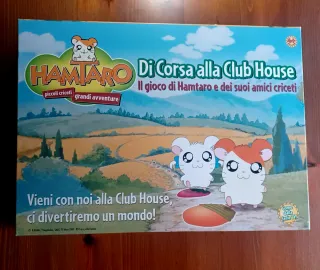 HAMTARO
piccoli criceti
grandi avventure
Di Corsa alla Club House
Il gioco di Hamtaro e dei suoi amici criceti
Vieni con noi alla Club House,
ci divertiremo un mondo!